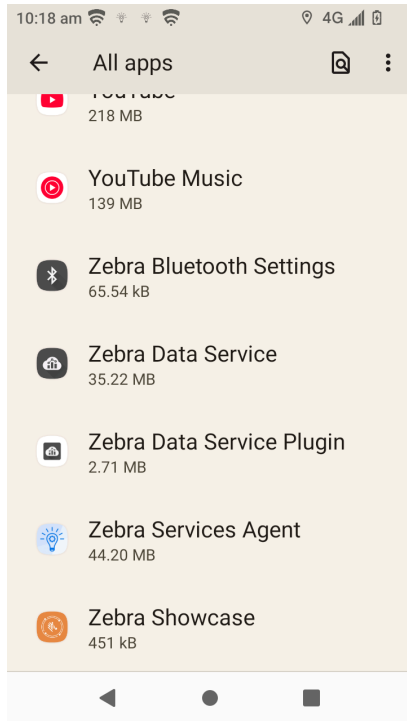 10:18 am 4G
All apps
YouTube
218 MB
YouTube Music
139 MB
Zebra Bluetooth Settings
65.54 kB
Zebra Data Service
35.22 MB
Zebra Data Service Plugin
2.71 MB
Zebra Services Agent
44.20 MB
Zebra Showcase
451 kB